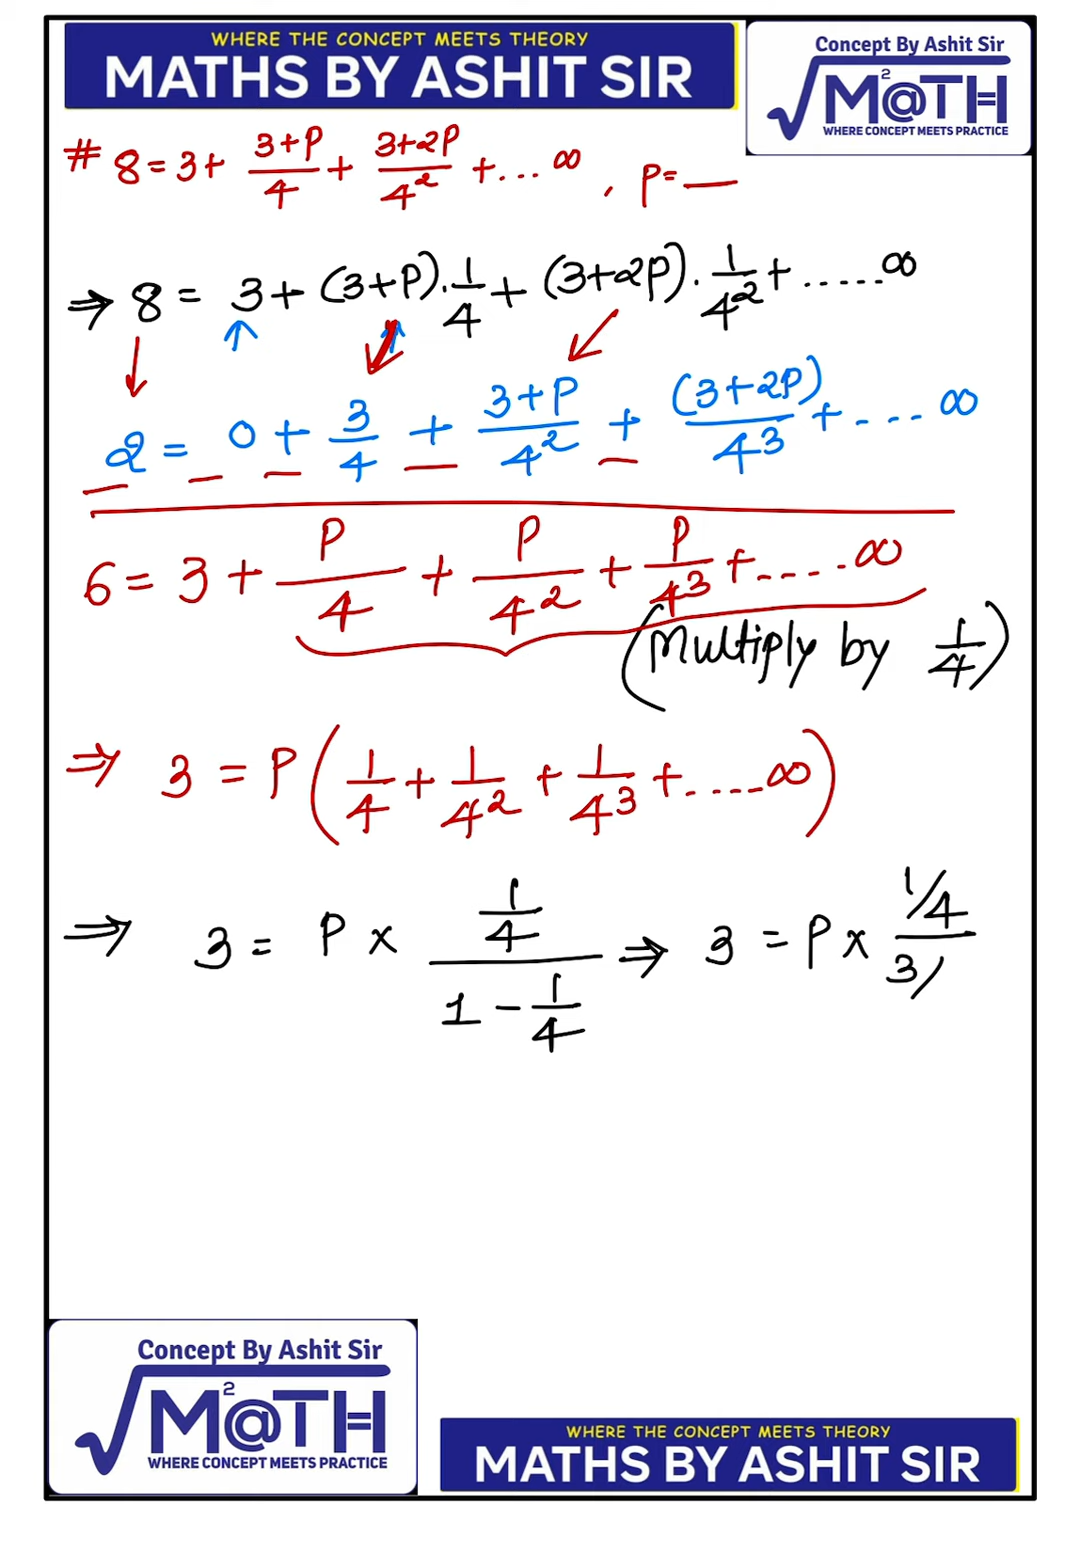 WHERE THE CONCEPT MEETS THEORY
MATHS BY ASHIT SIR
Concept By Ashit Sir
√M²@TH
WHERE CONCEPT MEETS PRACTICE
# 8 = 3 + (3+P)/4 + (3+2P)/4² + ... ∞ , P = __
⇒ 8 = 3 + (3+P)·1/4 + (3+2P)·1/4² + ..... ∞
2 = 0 + 3/4 + (3+P)/4² + (3+2P)/4³ + .... ∞
6 = 3 + P/4 + P/4² + P/4³ + .... ∞
(Multiply by 1/4)
⇒ 3 = P(1/4 + 1/4² + 1/4³ + .... ∞)
⇒ 3 = P × (1/4)/(1 - 1/4) ⇒ 3 = P × (1/4)/(3/
Concept By Ashit Sir
√M²@TH
WHERE CONCEPT MEETS PRACTICE
WHERE THE CONCEPT MEETS THEORY
MATHS BY ASHIT SIR